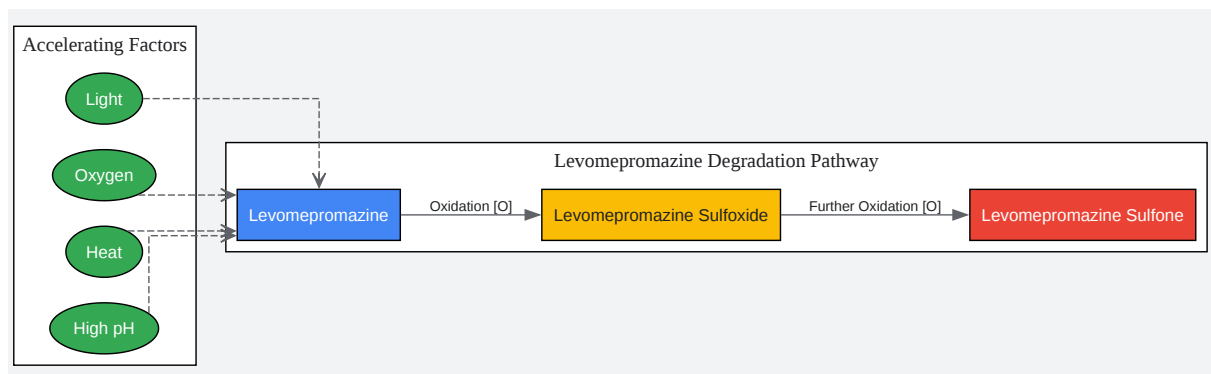 Accelerating Factors
Light
Oxygen
Heat
High pH
Levomepromazine Degradation Pathway
Levomepromazine
Oxidation [O]
Levomepromazine Sulfoxide
Further Oxidation [O]
Levomepromazine Sulfone